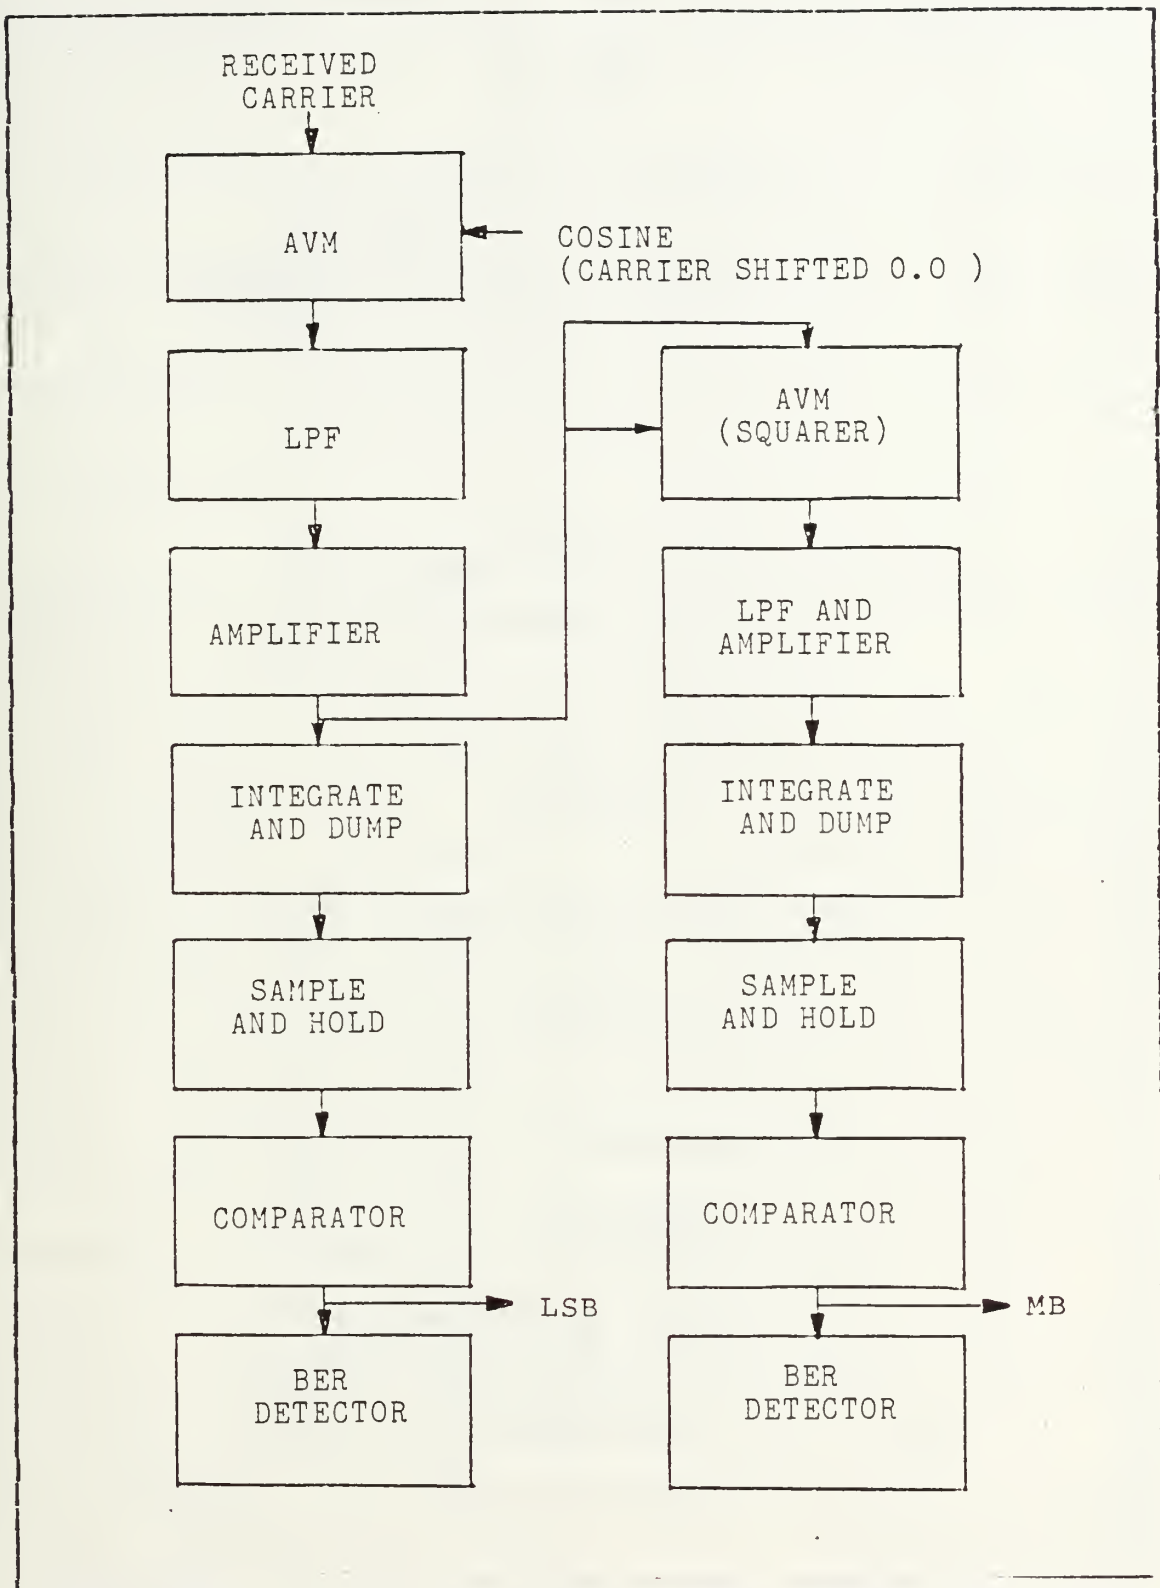 RECEIVED
CARRIER
AVM
COSINE
(CARRIER SHIFTED 0.0 )
LPF
AMPLIFIER
INTEGRATE
AND DUMP
SAMPLE
AND HOLD
COMPARATOR
LSB
BER
DETECTOR
AVM
(SQUARER)
LPF AND
AMPLIFIER
INTEGRATE
AND DUMP
SAMPLE
AND HOLD
COMPARATOR
MB
BER
DETECTOR